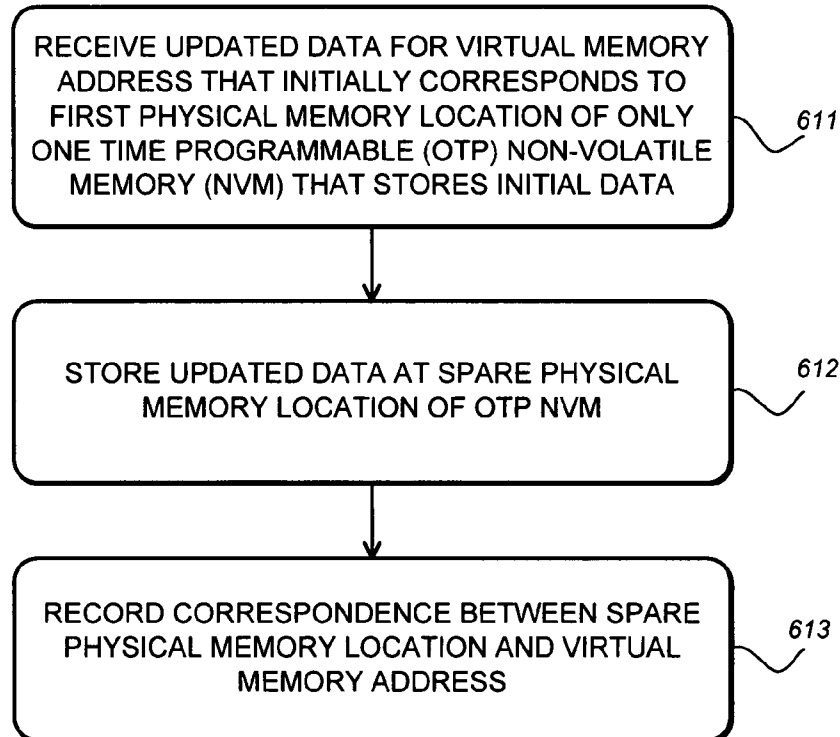 RECEIVE UPDATED DATA FOR VIRTUAL MEMORY
ADDRESS THAT INITIALLY CORRESPONDS TO
FIRST PHYSICAL MEMORY LOCATION OF ONLY
ONE TIME PROGRAMMABLE (OTP) NON-VOLATILE
MEMORY (NVM) THAT STORES INITIAL DATA
611
STORE UPDATED DATA AT SPARE PHYSICAL
MEMORY LOCATION OF OTP NVM
612
RECORD CORRESPONDENCE BETWEEN SPARE
PHYSICAL MEMORY LOCATION AND VIRTUAL
MEMORY ADDRESS
613